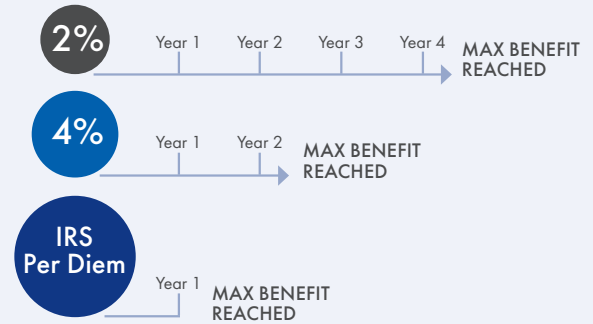 2%
Year 1
Year 2
Year 3
Year 4
MAX BENEFIT
REACHED
4%
Year 1
Year 2
MAX BENEFIT
REACHED
IRS
Per Diem
Year 1
MAX BENEFIT
REACHED